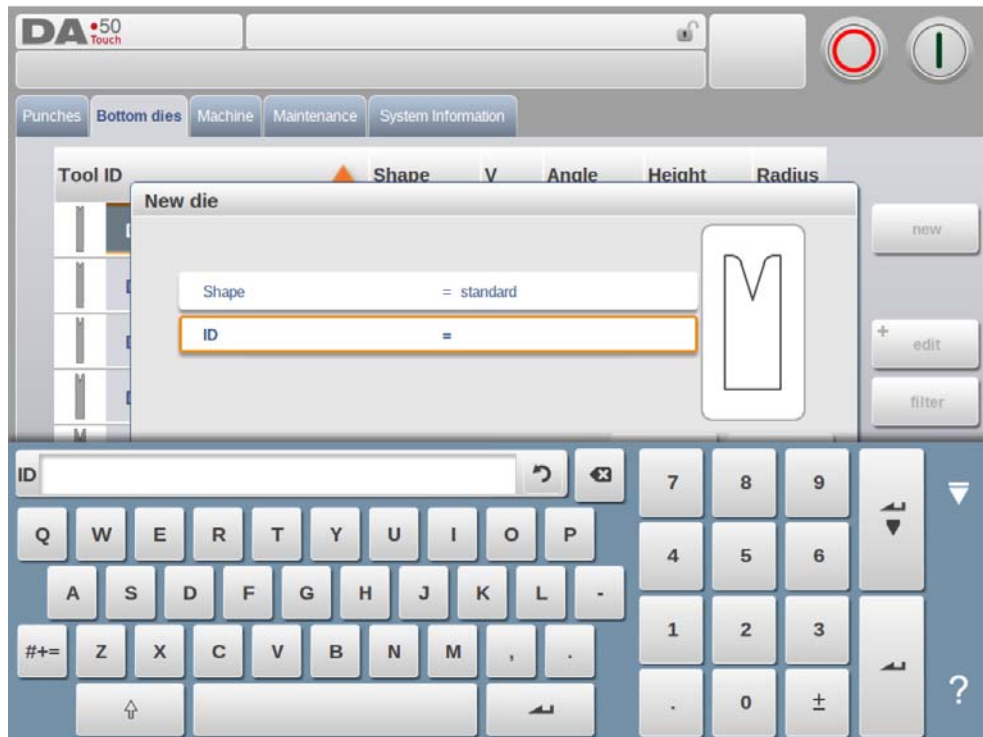 DA•50
Touch
Punches Bottom dies Machine Maintenance System Information
Tool ID Shape V Angle Height Radius
New die
new
Shape = standard
ID =
+ edit
filter
ID
7 8 9
Q W E R T Y U I O P
4 5 6
A S D F G H J K L -
1 2 3
#+= Z X C V B N M , .
. 0 ±
?